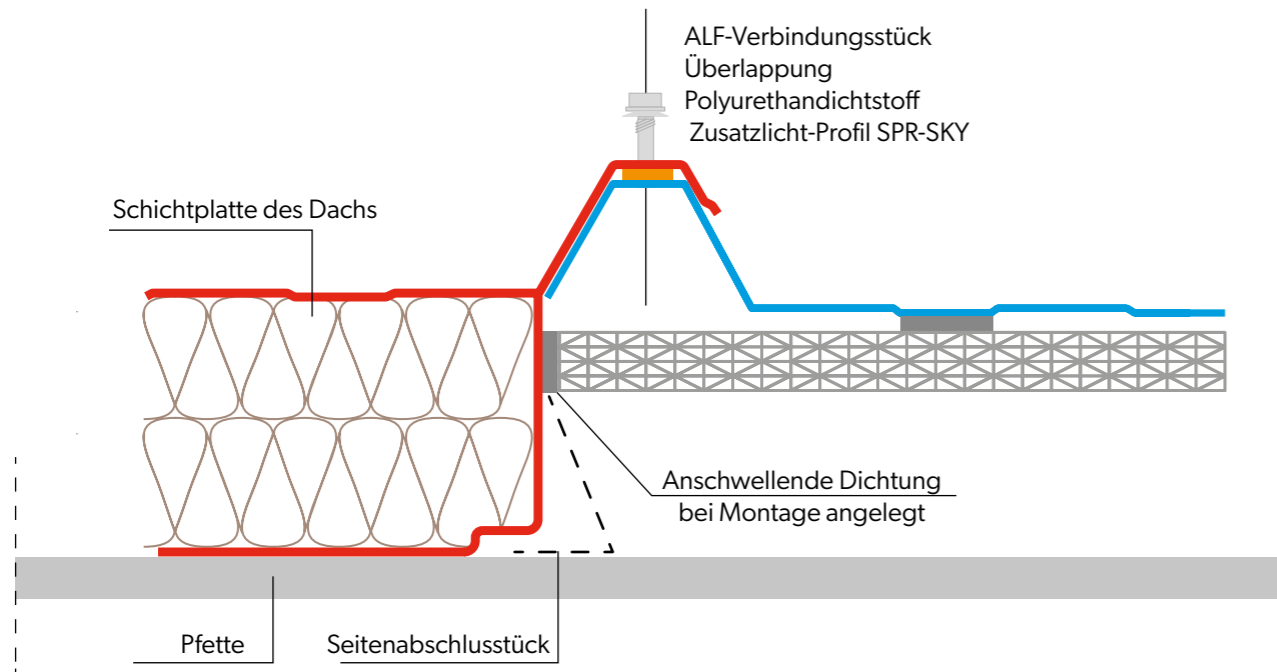 ALF-Verbindungsstück
Überlappung
Polyurethandichtstoff
Zusatzlicht-Profil SPR-SKY
Schichtplatte des Dachs
Anschwellende Dichtung
bei Montage angelegt
Pfette
Seitenabschlusstück